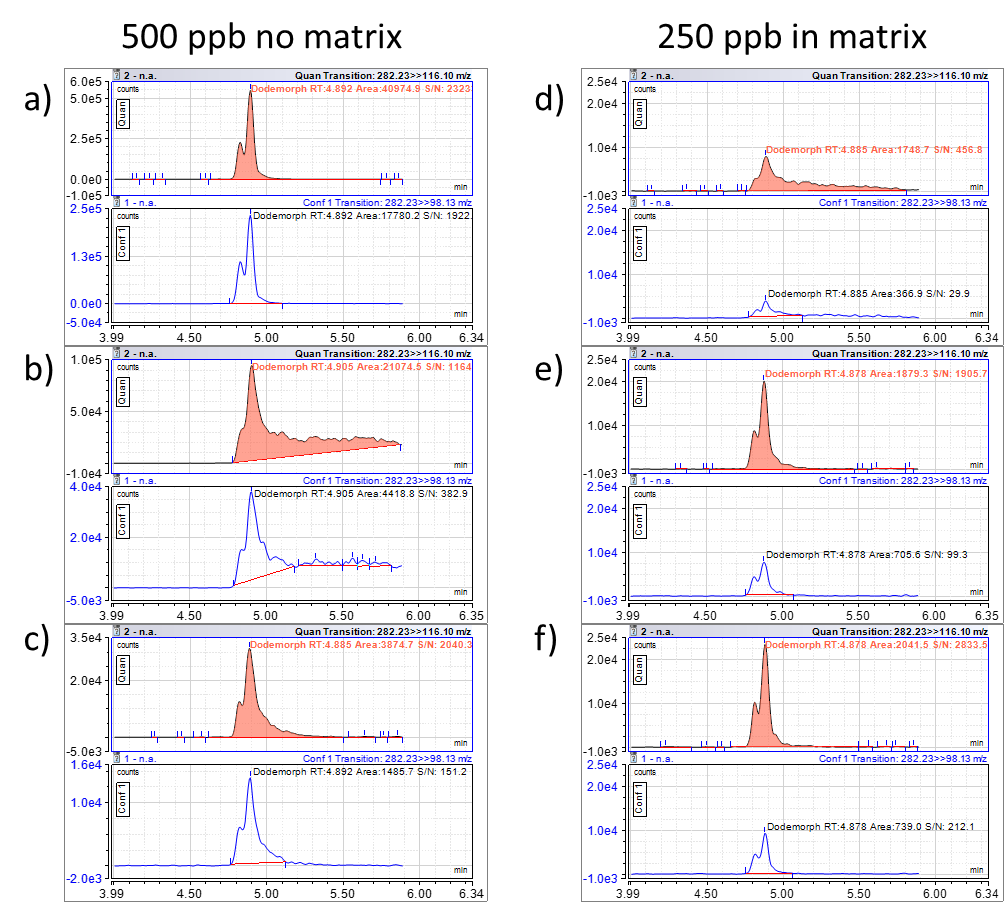 500 ppb no matrix
250 ppb in matrix
a)
2 - n.a. Quan Transition: 282.23>>116.10 m/z
6.0e5
counts
Dodemorph RT:4.892 Area:40974.9 S/N: 2323
5.0e5
Quan
2.5e5
0.0e0
min
-1.0e5
1 - n.a. Conf 1 Transition: 282.23>>98.13 m/z
2.5e5
counts
Dodemorph RT:4.892 Area:17780.2 S/N: 1922.
Conf 1
1.3e5
0.0e0
min
-5.0e4
3.99 4.50 5.00 5.50 6.00 6.34
b)
2 - n.a. Quan Transition: 282.23>>116.10 m/z
1.0e5
counts
Dodemorph RT:4.905 Area:21074.5 S/N: 1164
Quan
5.0e4
min
-1.0e4
1 - n.a. Conf 1 Transition: 282.23>>98.13 m/z
4.0e4
counts
Dodemorph RT:4.905 Area:4418.8 S/N: 382.9
Conf 1
2.0e4
min
-5.0e3
3.99 4.50 5.00 5.50 6.00 6.34
c)
2 - n.a. Quan Transition: 282.23>>116.10 m/z
3.5e4
counts
Dodemorph RT:4.885 Area:3874.7 S/N: 2040.3
Quan
2.0e4
min
-5.0e3
1 - n.a. Conf 1 Transition: 282.23>>98.13 m/z
1.6e4
counts
Dodemorph RT:4.892 Area:1485.7 S/N: 151.2
Conf 1
1.0e4
min
-2.0e3
3.99 4.50 5.00 5.50 6.00 6.34
d)
2 - n.a. Quan Transition: 282.23>>116.10 m/z
2.5e4
counts
2.0e4
Quan
Dodemorph RT:4.885 Area:1748.7 S/N: 456.8
1.0e4
min
-1.0e3
1 - n.a. Conf 1 Transition: 282.23>>98.13 m/z
2.5e4
counts
2.0e4
Conf 1
1.0e4
Dodemorph RT:4.885 Area:366.9 S/N: 29.9
min
-1.0e3
3.99 4.50 5.00 5.50 6.00 6.34
e)
2 - n.a. Quan Transition: 282.23>>116.10 m/z
2.5e4
counts
Dodemorph RT:4.878 Area:1879.3 S/N: 1905.7
2.0e4
Quan
1.0e4
min
-1.0e3
1 - n.a. Conf 1 Transition: 282.23>>98.13 m/z
2.5e4
counts
2.0e4
Conf 1
1.0e4
Dodemorph RT:4.878 Area:705.6 S/N: 99.3
min
-1.0e3
3.99 4.50 5.00 5.50 6.00 6.34
f)
2 - n.a. Quan Transition: 282.23>>116.10 m/z
2.5e4
counts
Dodemorph RT:4.878 Area:2041.5 S/N: 2833.5
2.0e4
Quan
1.0e4
min
-1.0e3
1 - n.a. Conf 1 Transition: 282.23>>98.13 m/z
2.5e4
counts
2.0e4
Conf 1
1.0e4
Dodemorph RT:4.878 Area:739.0 S/N: 212.1
min
-1.0e3
3.99 4.50 5.00 5.50 6.00 6.34